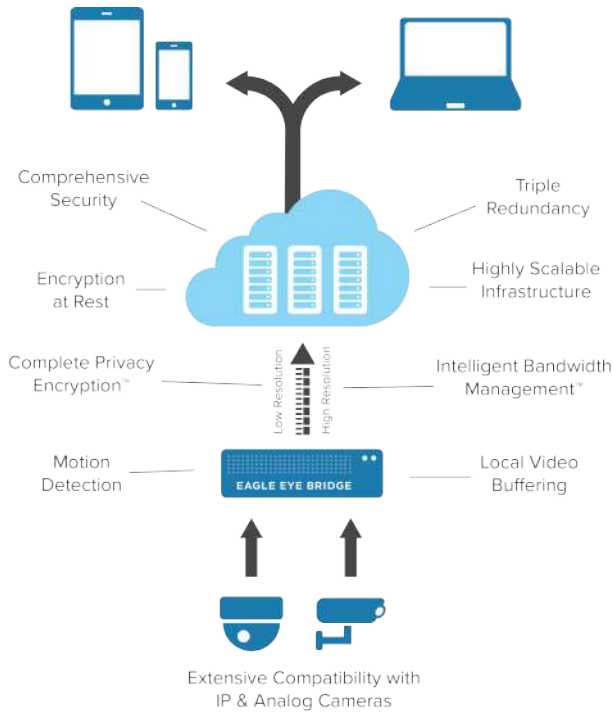 Comprehensive
Security
Triple
Redundancy
Encryption
at Rest
Highly Scalable
Infrastructure
Complete Privacy
Encryption™
Low Resolution
High Resolution
Intelligent Bandwidth
Management™
Motion
Detection
EAGLE EYE BRIDGE
Local Video
Buffering
Extensive Compatibility with
IP & Analog Cameras